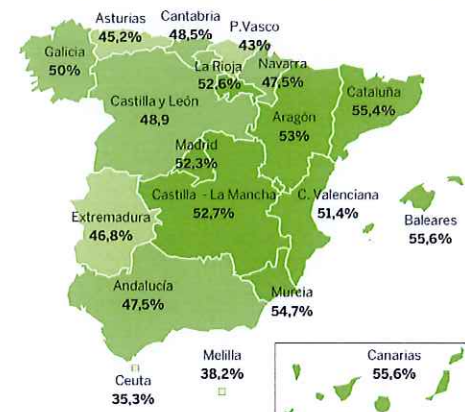 Asturias
45,2%
Cantabria
48,5%
P.Vasco
43%
Galicia
50%
La Rioja
52,6%
Navarra
47,5%
Cataluña
55,4%
Castilla y León
48,9
Aragón
53%
Madrid
52,3%
Castilla - La Mancha
52,7%
C. Valenciana
51,4%
Baleares
55,6%
Extremadura
46,8%
Andalucía
47,5%
Murcia
54,7%
Melilla
38,2%
Ceuta
35,3%
Canarias
55,6%